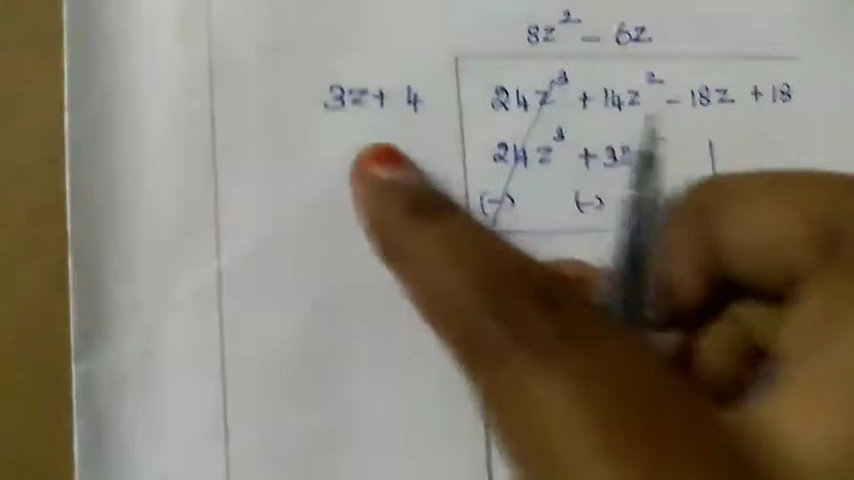 8z² - 6z
3z + 4 24z³ + 14z² - 18z + 18
24z³ + 3
(-) (-)